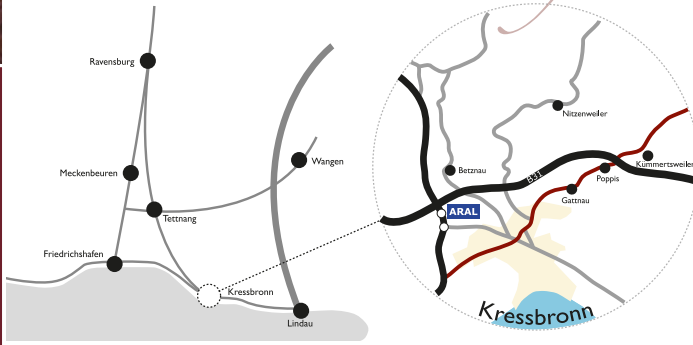 Ravensburg
Meckenbeuren
Wangen
Tettnang
Friedrichshafen
Kressbronn
Lindau
Nitzenweiler
Betznau
Kümmertsweiler
Poppis
Gattnau
B31
ARAL
Kressbronn